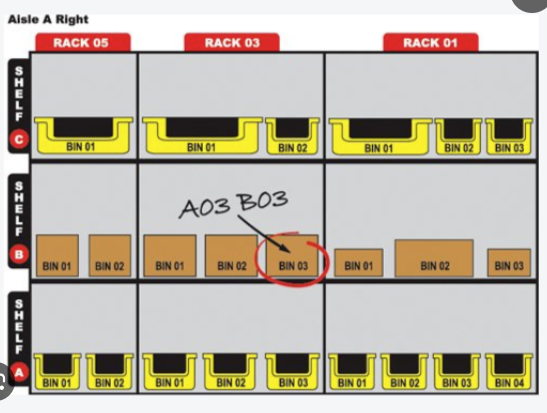 Aisle A Right
RACK 05 RACK 03 RACK 01
SHELF C
BIN 01 BIN 01 BIN 02 BIN 01 BIN 02 BIN 03
A03 B03
SHELF B
BIN 01 BIN 02 BIN 01 BIN 02 BIN 03 BIN 01 BIN 02 BIN 03
SHELF A
BIN 01 BIN 02 BIN 01 BIN 02 BIN 03 BIN 01 BIN 02 BIN 03 BIN 04